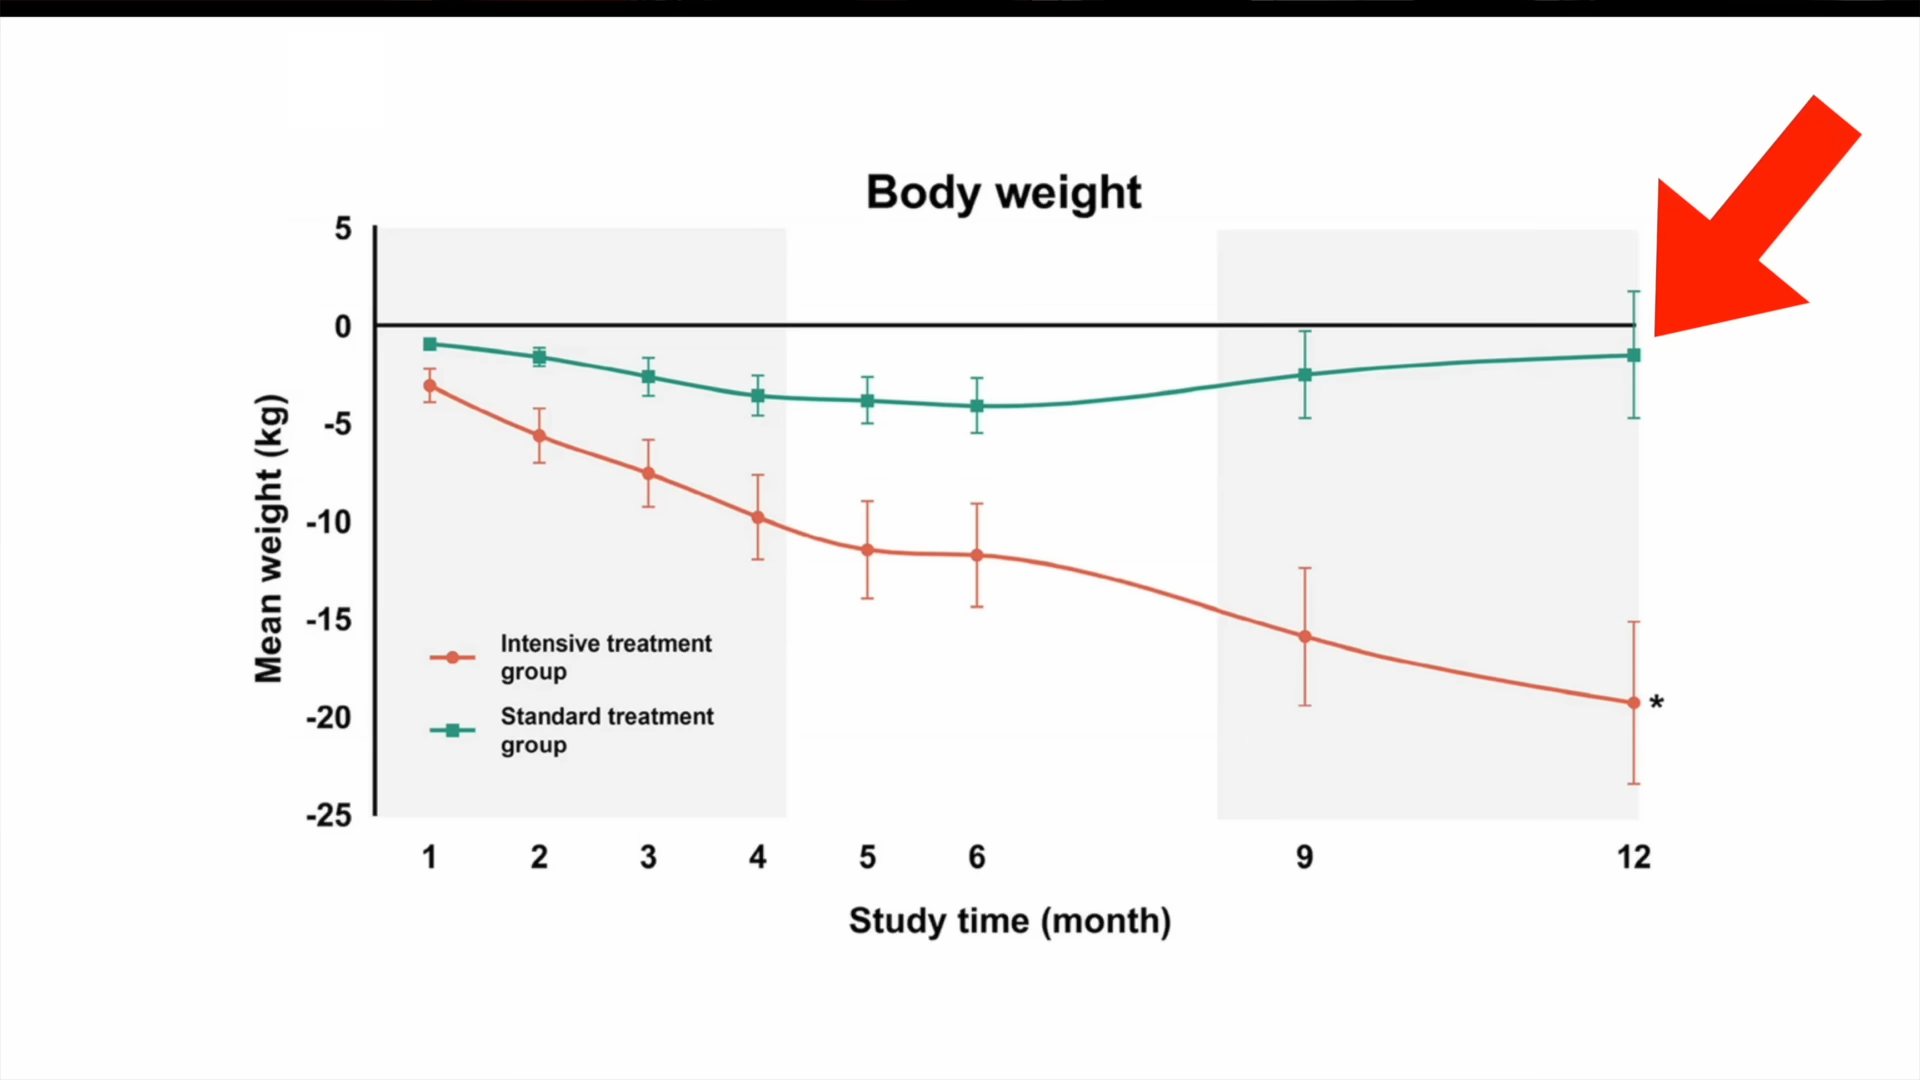 Body weight
5
0
-5
-10
-15
-20
-25
Mean weight (kg)
Intensive treatment
group
Standard treatment
group
*
1 2 3 4 5 6 9 12
Study time (month)